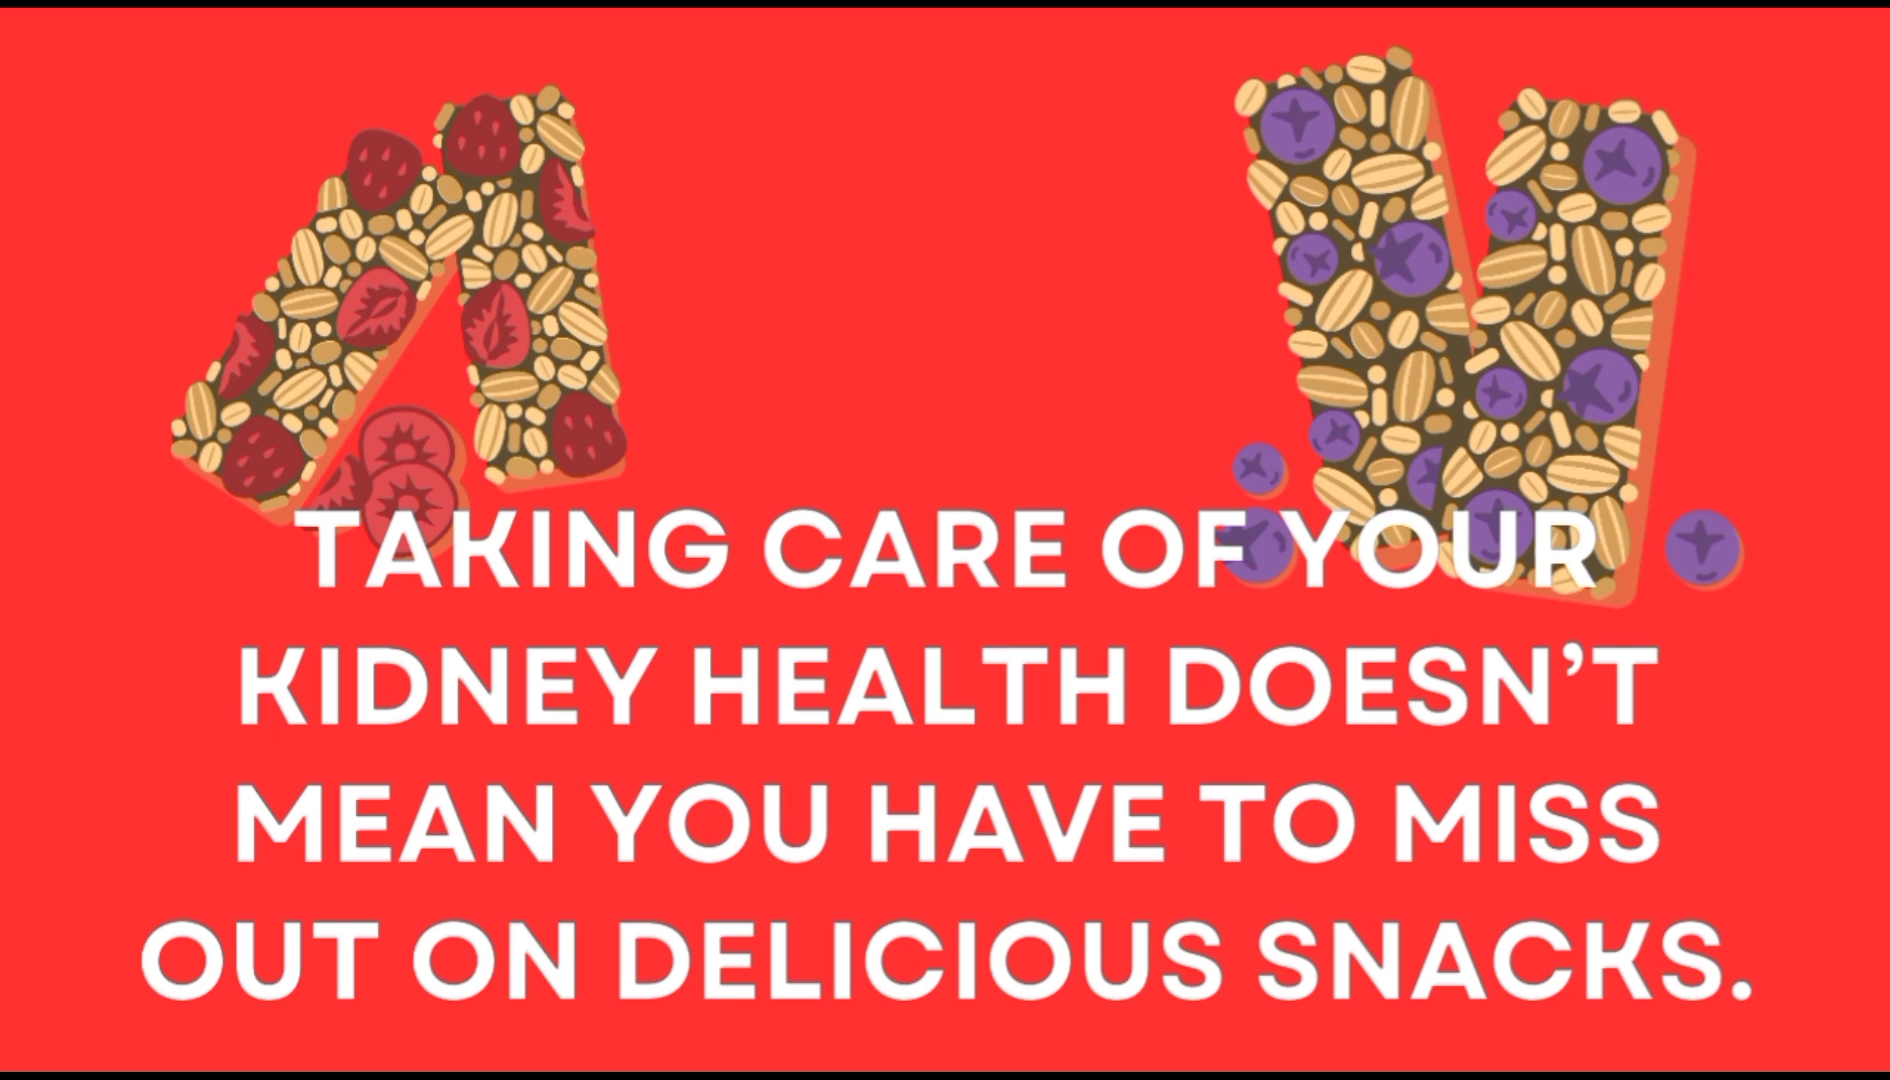 TAKING CARE OF YOUR
KIDNEY HEALTH DOESN’T
MEAN YOU HAVE TO MISS
OUT ON DELICIOUS SNACKS.